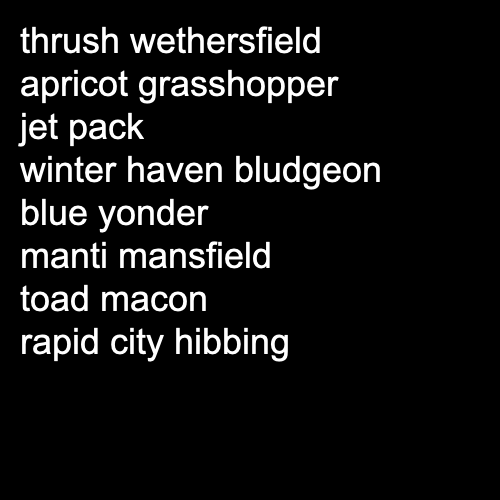 thrush wethersfield
apricot grasshopper
jet pack
winter haven bludgeon
blue yonder
manti mansfield
toad macon
rapid city hibbing